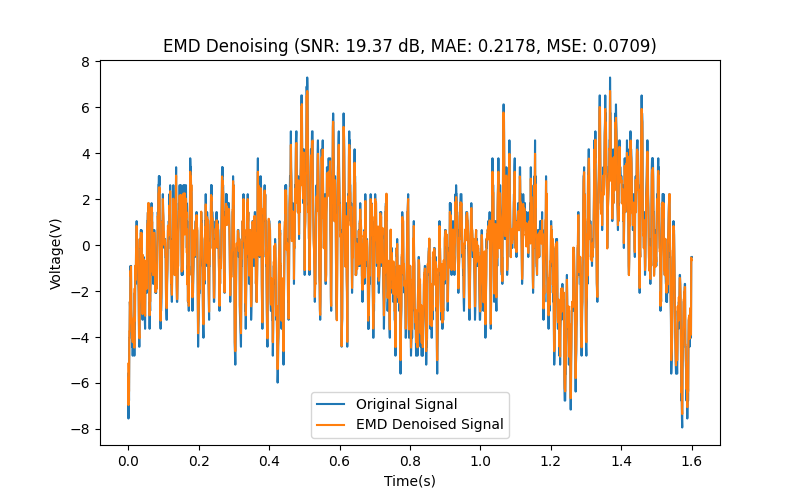 EMD Denoising (SNR: 19.37 dB, MAE: 0.2178, MSE: 0.0709)
8
6
4
2
0
−2
−4
−6
−8
Voltage(V)
Original Signal
EMD Denoised Signal
0.0 0.2 0.4 0.6 0.8 1.0 1.2 1.4 1.6
Time(s)